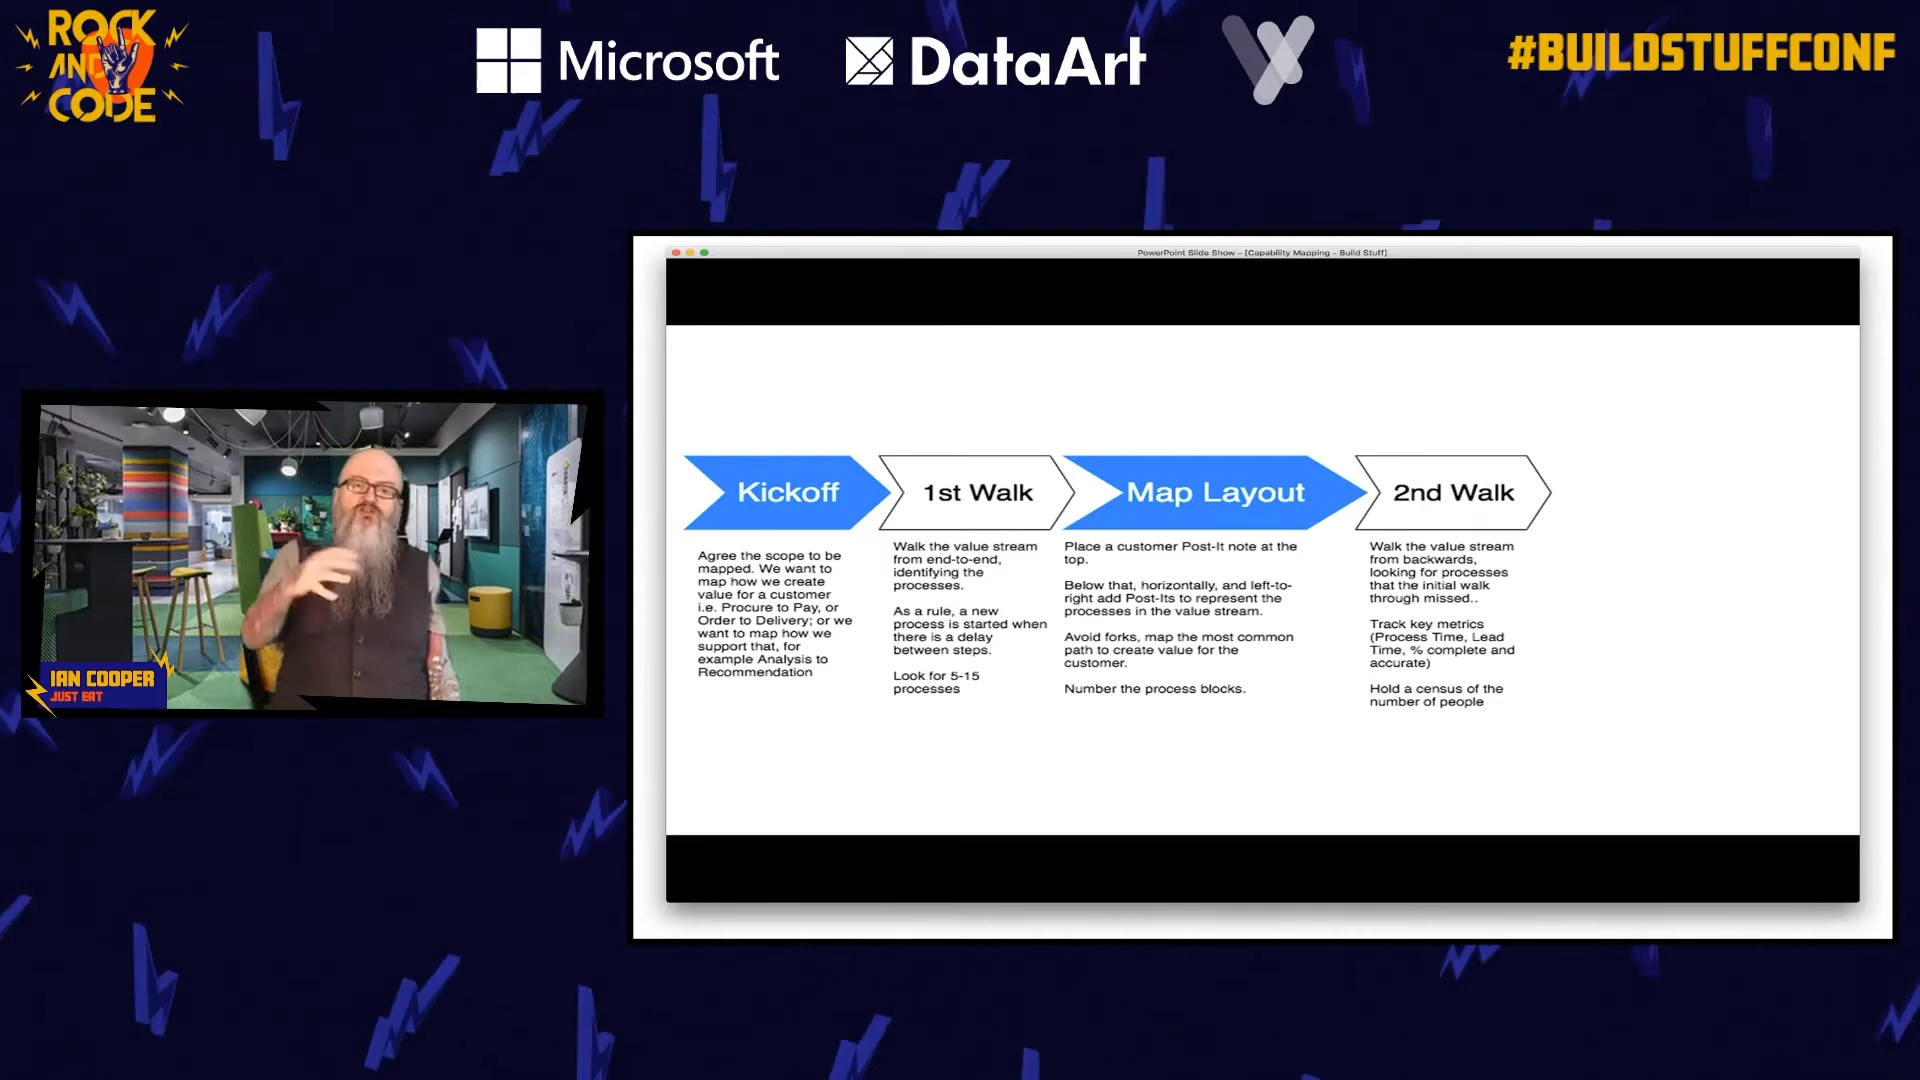 ROCK
AND
CODE
Microsoft
DataArt
#BUILDSTUFFCONF
PowerPoint Slide Show – [Capability Mapping - Build Stuff]
Kickoff
Agree the scope to be
mapped. We want to
map how we create
value for a customer
i.e. Procure to Pay, or
Order to Delivery; or we
want to map how we
support that, for
example Analysis to
Recommendation
1st Walk
Walk the value stream
from end-to-end,
identifying the
processes.
As a rule, a new
process is started when
there is a delay
between steps.
Look for 5-15
processes
Map Layout
Place a customer Post-It note at the
top.
Below that, horizontally, and left-to-
right add Post-Its to represent the
processes in the value stream.
Avoid forks, map the most common
path to create value for the
customer.
Number the process blocks.
2nd Walk
Walk the value stream
from backwards,
looking for processes
that the initial walk
through missed..
Track key metrics
(Process Time, Lead
Time, % complete and
accurate)
Hold a census of the
number of people
IAN COOPER
JUST EAT